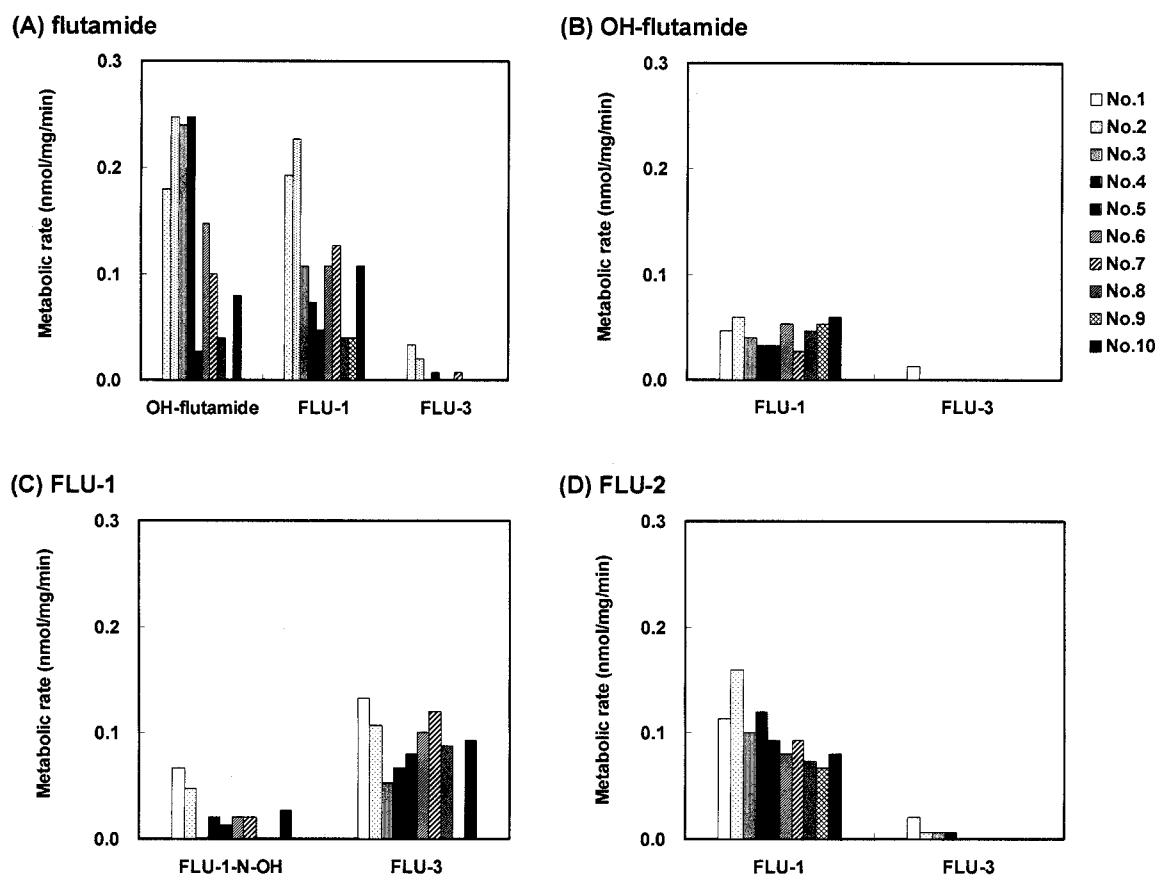 (A) flutamide
0.3
0.2
0.1
0.0
Metabolic rate (nmol/mg/min)
OH-flutamide FLU-1 FLU-3
(B) OH-flutamide
0.3
0.2
0.1
0.0
Metabolic rate (nmol/mg/min)
FLU-1 FLU-3
No.1
No.2
No.3
No.4
No.5
No.6
No.7
No.8
No.9
No.10
(C) FLU-1
0.3
0.2
0.1
0.0
Metabolic rate (nmol/mg/min)
FLU-1-N-OH FLU-3
(D) FLU-2
0.3
0.2
0.1
0.0
Metabolic rate (nmol/mg/min)
FLU-1 FLU-3